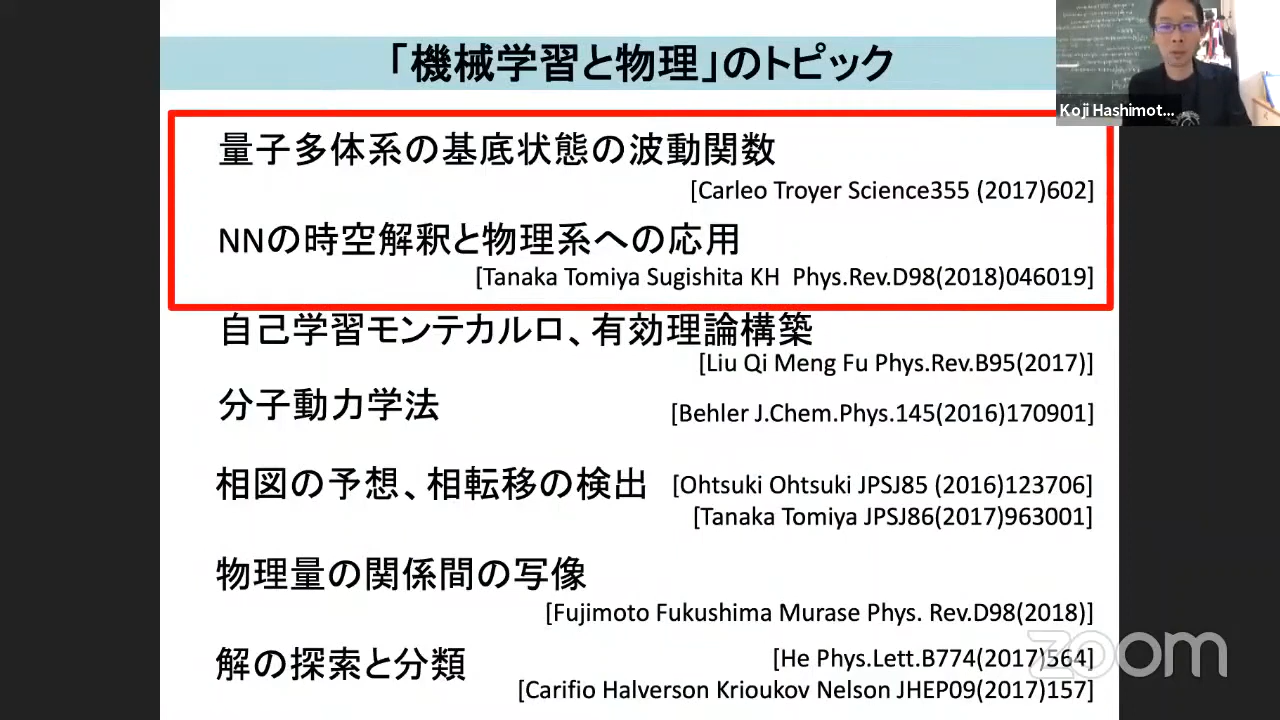 「機械学習と物理」のトピック
Koji Hashimot...
量子多体系の基底状態の波動関数
[Carleo Troyer Science355 (2017)602]
NNの時空解釈と物理系への応用
[Tanaka Tomiya Sugishita KH Phys.Rev.D98(2018)046019]
自己学習モンテカルロ、有効理論構築
[Liu Qi Meng Fu Phys.Rev.B95(2017)]
分子動力学法
[Behler J.Chem.Phys.145(2016)170901]
相図の予想、相転移の検出
[Ohtsuki Ohtsuki JPSJ85 (2016)123706]
[Tanaka Tomiya JPSJ86(2017)963001]
物理量の関係間の写像
[Fujimoto Fukushima Murase Phys. Rev.D98(2018)]
解の探索と分類
[He Phys.Lett.B774(2017)564]
[Carifio Halverson Krioukov Nelson JHEP09(2017)157]
zoom